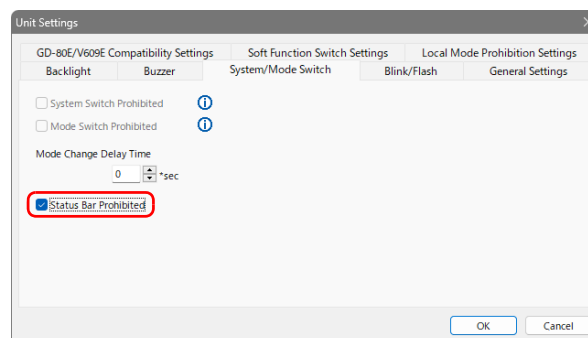 Unit Settings
GD-80E/V609E Compatibility Settings Soft Function Switch Settings Local Mode Prohibition Settings
Backlight Buzzer System/Mode Switch Blink/Flash General Settings
System Switch Prohibited
Mode Switch Prohibited
Mode Change Delay Time
0 *sec
Status Bar Prohibited
OK Cancel